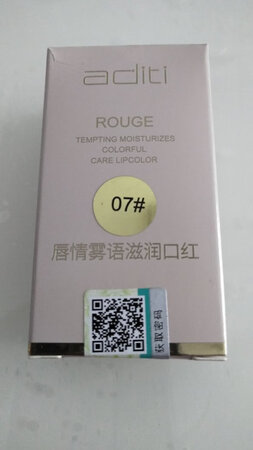 aditi
ROUGE
TEMPTING MOISTURIZES
COLORFUL
CARE LIPCOLOR
07#
唇情雾语滋润口红
获取密码